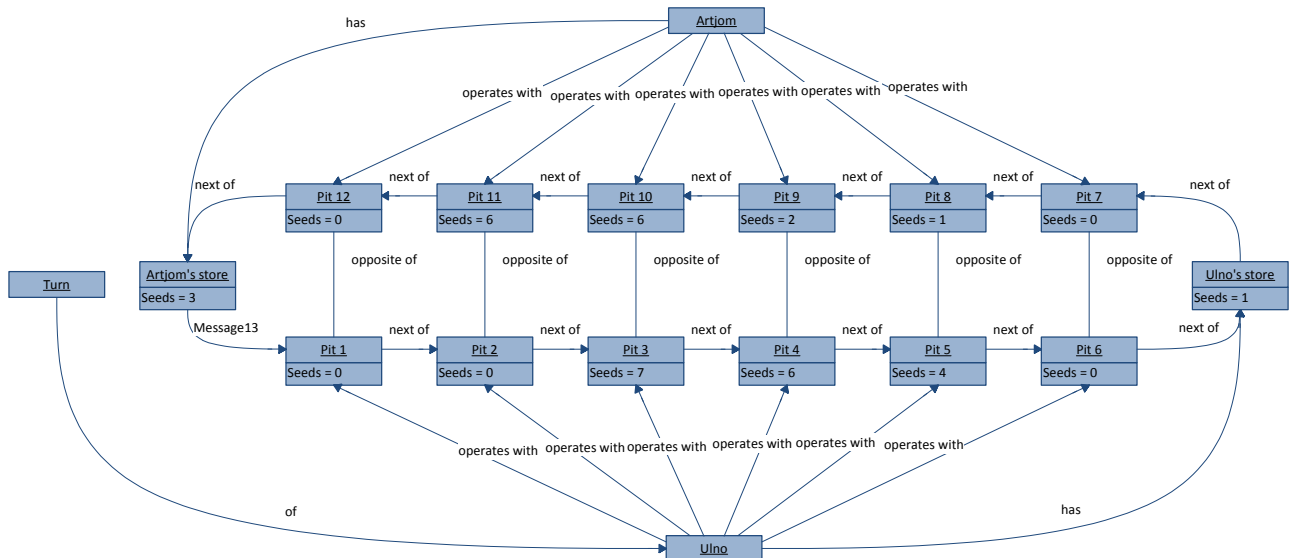 Artjom
has
operates with
operates with
operates with
operates with
operates with
operates with
next of
next of
next of
next of
next of
next of
next of
Pit 12
Seeds = 0
Pit 11
Seeds = 6
Pit 10
Seeds = 6
Pit 9
Seeds = 2
Pit 8
Seeds = 1
Pit 7
Seeds = 0
opposite of
opposite of
opposite of
opposite of
opposite of
opposite of
Turn
Artjom's store
Seeds = 3
Ulno's store
Seeds = 1
Message13
next of
next of
next of
next of
next of
next of
Pit 1
Seeds = 0
Pit 2
Seeds = 0
Pit 3
Seeds = 7
Pit 4
Seeds = 6
Pit 5
Seeds = 4
Pit 6
Seeds = 0
operates with
operates with
operates with
operates with
operates with
operates with
of
has
Ulno